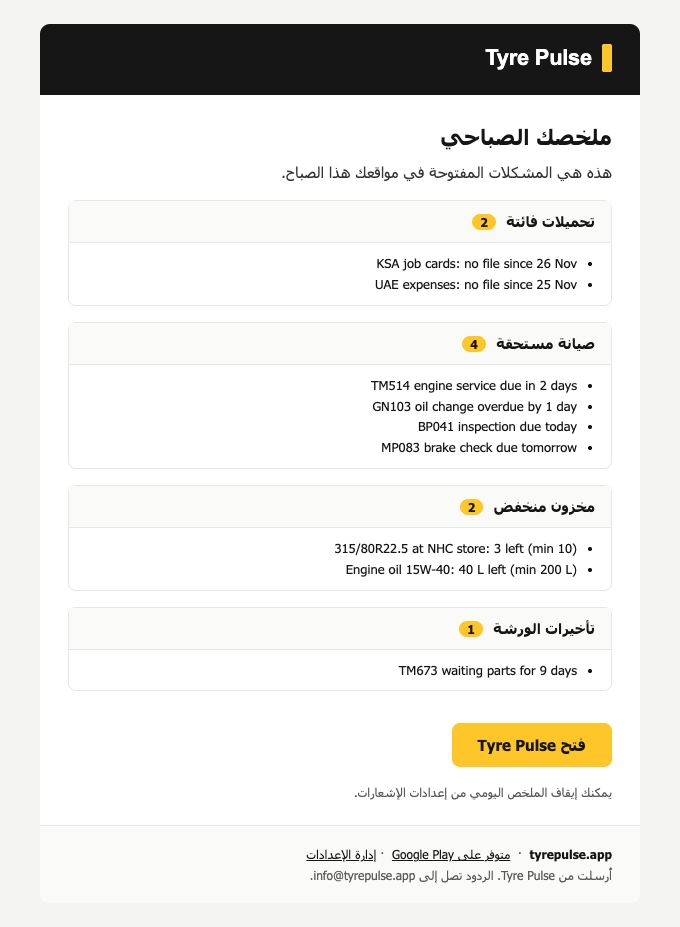 Tyre Pulse
ملخصك الصباحي
هذه هي المشكلات المفتوحة في مواقعك هذا الصباح.
تحميلات فائتة 2
• KSA job cards: no file since 26 Nov
• UAE expenses: no file since 25 Nov
صيانة مستحقة 4
• TM514 engine service due in 2 days
• GN103 oil change overdue by 1 day
• BP041 inspection due today
• MP083 brake check due tomorrow
مخزون منخفض 2
• 315/80R22.5 at NHC store: 3 left (min 10)
• Engine oil 15W-40: 40 L left (min 200 L)
تأخيرات الورشة 1
• TM673 waiting parts for 9 days
فتح Tyre Pulse
يمكنك إيقاف الملخص اليومي من إعدادات الإشعارات.
tyrepulse.app · متوفر على Google Play · إدارة الإعدادات
أرسلت من Tyre Pulse. الردود تصل إلى info@tyrepulse.app.